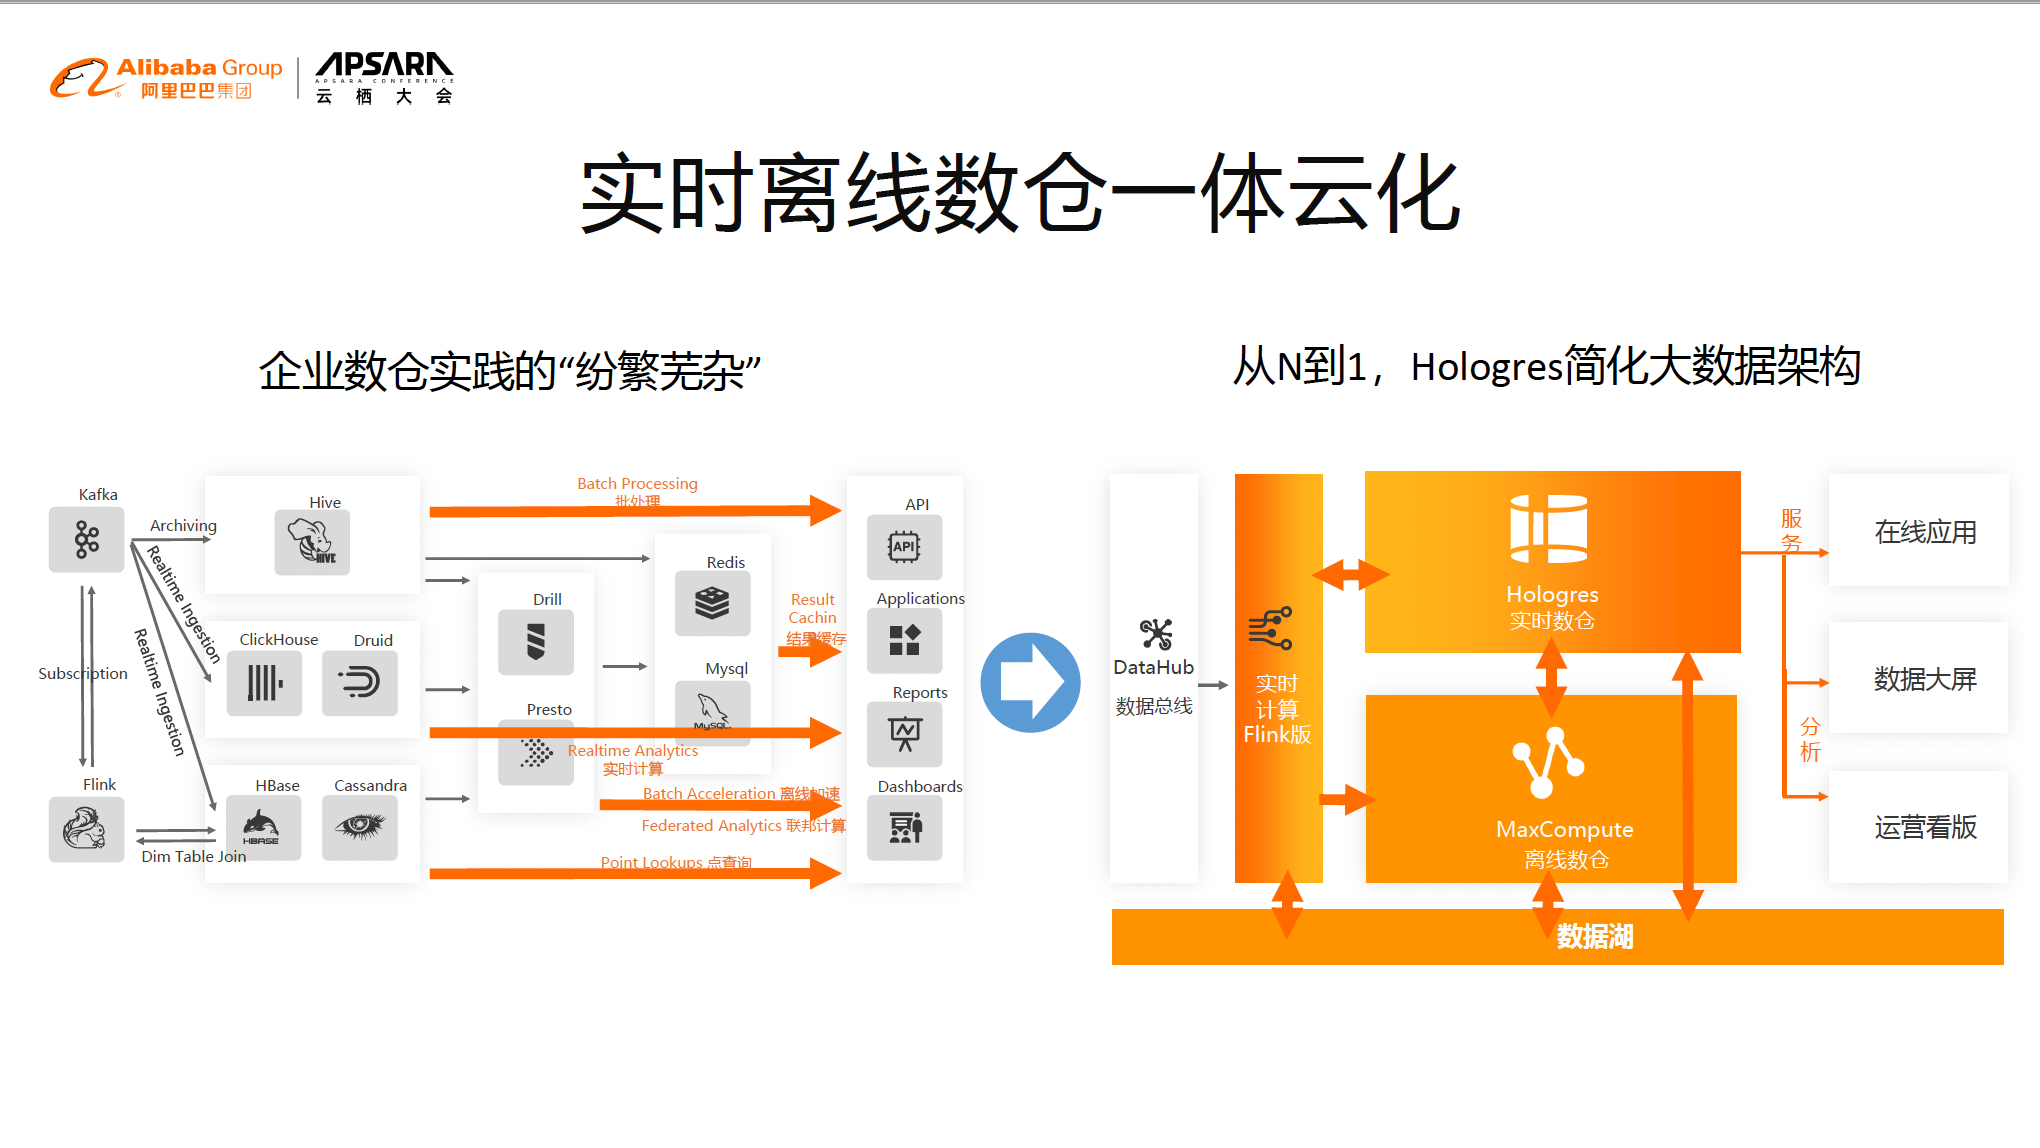 Alibaba Group
阿里巴巴集团
APSARA
APSARA CONFERENCE
云栖大会
实时离线数仓一体云化
企业数仓实践的“纷繁芜杂”
从N到1，Hologres简化大数据架构
Kafka
Archiving
Realtime Ingestion
Realtime Ingestion
Subscription
Flink
Dim Table Join
Hive
HIVE
ClickHouse
Druid
HBase
HBASE
Cassandra
Drill
Presto
Redis
Mysql
MySQL
Batch Processing
批处理
Result
Cachin
结果缓存
Realtime Analytics
实时计算
Batch Acceleration 离线加速
Federated Analytics 联邦计算
Point Lookups 点查询
API
API
Applications
Reports
Dashboards
DataHub
数据总线
实时
计算
Flink版
Hologres
实时数仓
MaxCompute
离线数仓
数据湖
服
务
分
析
在线应用
数据大屏
运营看版